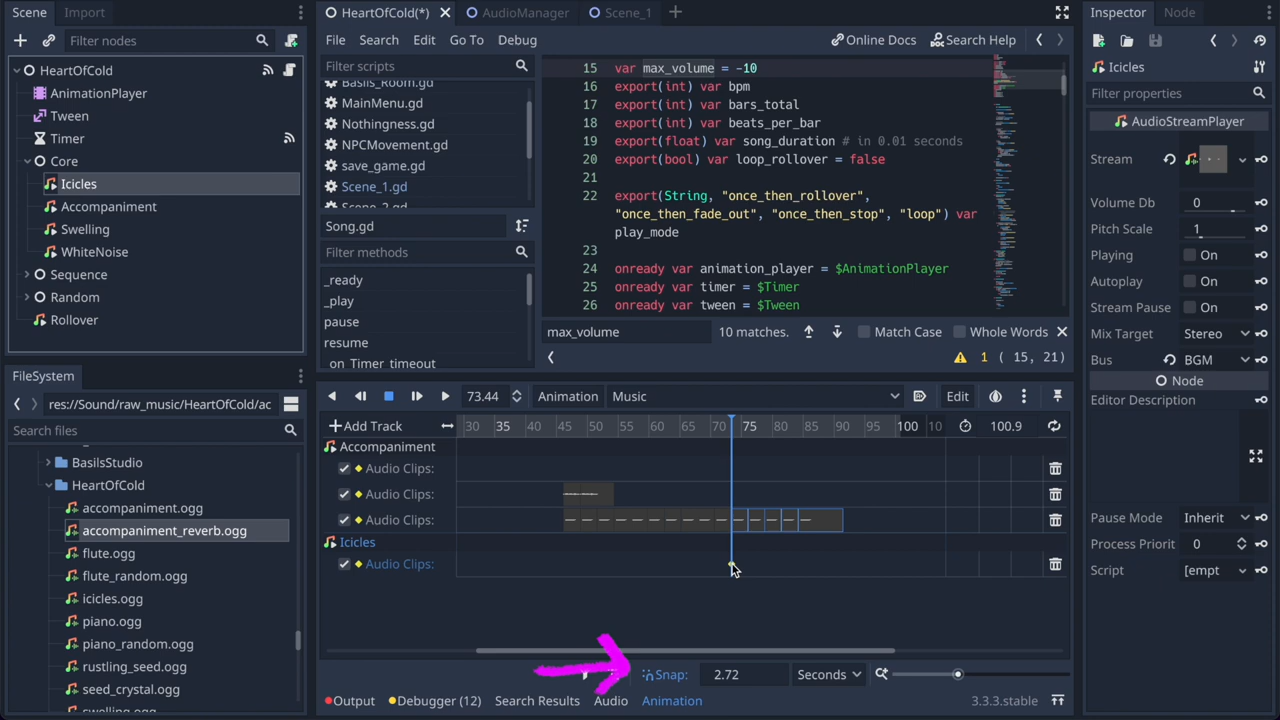 Scene
Import
HeartOfCold(*)
AudioManager
Scene_1
Inspector
Node
Filter nodes
File
Search
Edit
Go To
Debug
Online Docs
Search Help
HeartOfCold
AnimationPlayer
Tween
Timer
Core
Icicles
Accompaniment
Swelling
WhiteNoise
Sequence
Random
Rollover
Filter scripts
Basils_Room.gd
MainMenu.gd
Nothingness.gd
NPCMovement.gd
save_game.gd
Scene_1.gd
Scene_2.gd
Song.gd
Filter methods
_ready
_play
pause
resume
_on_Timer_timeout
15 var max_volume = -10
16 export(int) var bpm
17 export(int) var bars_total
18 export(int) var beats_per_bar
19 export(float) var song_duration # in 0.01 seconds
20 export(bool) var loop_rollover = false
21
22 export(String, "once_then_rollover",
"once_then_fade_out", "once_then_stop", "loop") var
play_mode
23
24 onready var animation_player = $AnimationPlayer
25 onready var timer = $Timer
26 onready var tween = $Tween
max_volume
10 matches.
Match Case
Whole Words
1 ( 15, 21)
Icicles
Filter properties
AudioStreamPlayer
Stream
Volume Db 0
Pitch Scale 1
Playing On
Autoplay On
Stream Pause On
Mix Target Stereo
Bus BGM
Node
Editor Description
Pause Mode Inherit
Process Priorit 0
Script [empt
FileSystem
res://Sound/raw_music/HeartOfCold/ac
Search files
BasilsStudio
HeartOfCold
accompaniment.ogg
accompaniment_reverb.ogg
flute.ogg
flute_random.ogg
icicles.ogg
piano.ogg
piano_random.ogg
rustling_seed.ogg
seed_crystal.ogg
swelling.ogg
73.44
Animation
Music
Edit
Add Track
30 35 40 45 50 55 60 65 70 75 80 85 90 95 100 10
100.9
Accompaniment
Audio Clips:
Audio Clips:
Audio Clips:
Icicles
Audio Clips:
Snap:
2.72
Seconds
Output
Debugger (12)
Search Results
Audio
Animation
3.3.3.stable